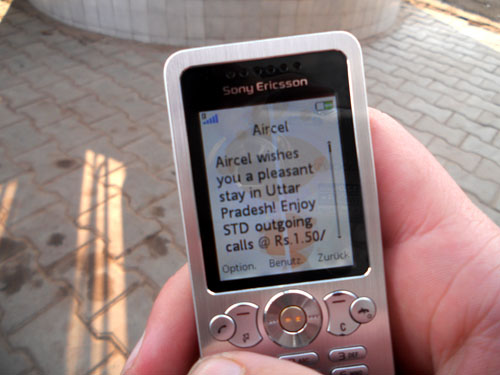 Sony Ericsson
Aircel
Aircel wishes
you a pleasant
stay in Uttar
Pradesh! Enjoy
STD outgoing
calls @ Rs.1.50/
Option. Benutz. Zurück
C